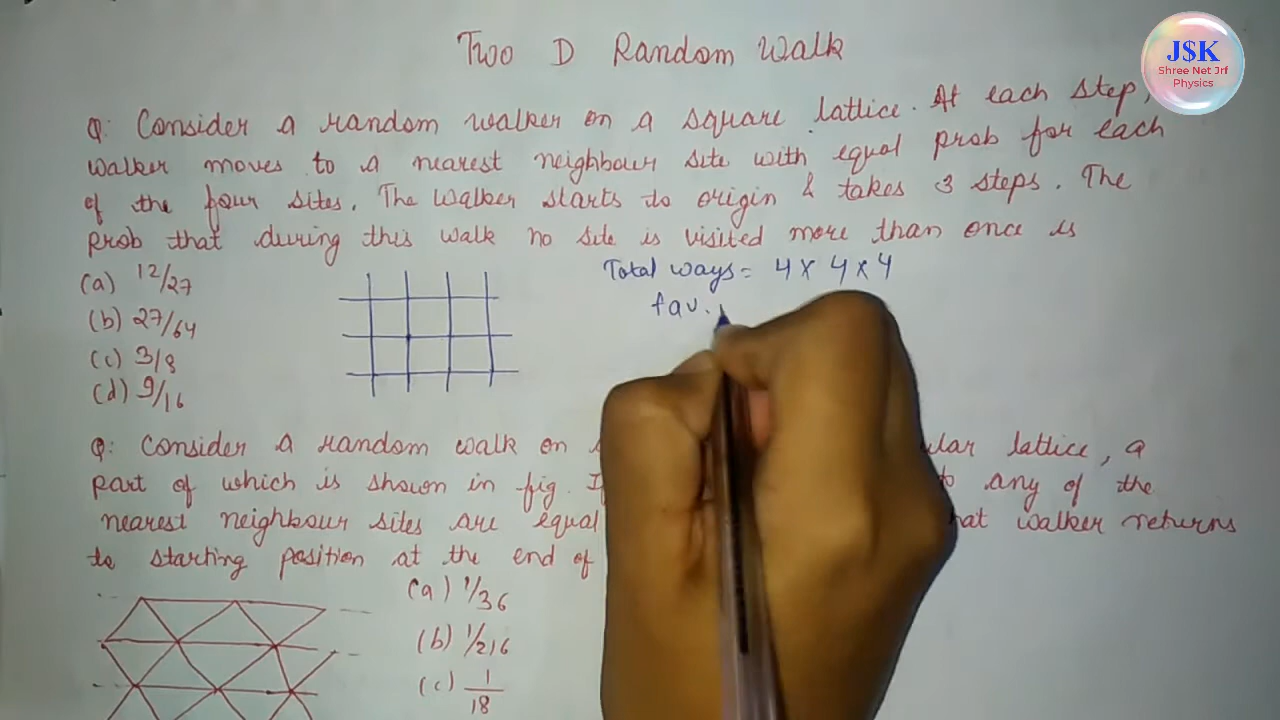 Two D Random Walk
J$K
Shree Net Jrf
Physics
Q: Consider a random walker on a square lattice. At each step,
walker moves to a nearest neighbour site with equal prob for each
of the four sites. The walker starts to origin & takes 3 steps. The
prob that during this walk no site is visited more than once is
(a) 12/27
(b) 27/64
(c) 3/8
(d) 9/16
Total ways = 4 × 4 × 4
fav.
Q: Consider a random walk on lattice, a
part of which is shown in fig. any of the
nearest neighbour sites are equal walker returns
to starting position at the end of
(a) 1/36
(b) 1/216
(c) 1/18